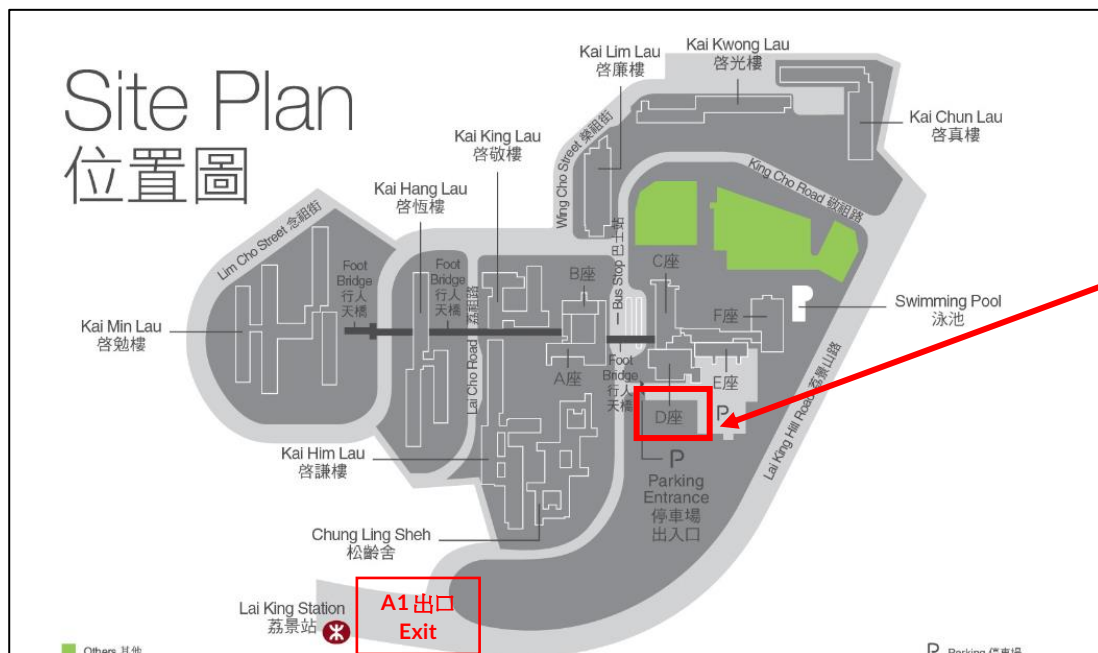 Site Plan
位置圖
Kai Kwong Lau
啓光樓
Kai Lim Lau
啓廉樓
Kai Chun Lau
啓真樓
Kai King Lau
啓敬樓
Wing Cho Street 榮祖街
King Cho Road 敬祖路
Kai Hang Lau
啓恆樓
Lim Cho Street 念祖街
Foot
Bridge
行人
天橋
Foot
Bridge
行人
天橋
Lai Cho Road 荔祖路
B座
Bus Stop 巴士站
C座
F座
Swimming Pool
泳池
Kai Min Lau
啓勉樓
A座
Foot
Bridge
行人
天橋
E座
D座
P
Lai King Hill Road 荔景山路
Kai Him Lau
啓謙樓
P
Parking
Entrance
停車場
出入口
Chung Ling Sheh
松齡舍
Lai King Station
荔景站
A1 出口
Exit
Others 其他
P Parking 停車場